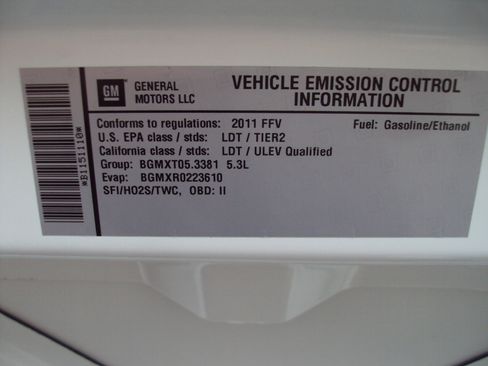 GM
GENERAL
MOTORS LLC
VEHICLE EMISSION CONTROL
INFORMATION
Conforms to regulations: 2011 FFV Fuel: Gasoline/Ethanol
U.S. EPA class / stds: LDT / TIER2
California class / stds: LDT / ULEV Qualified
Group: BGMXT05.3381 5.3L
Evap: BGMXR0223610
SFI/HO2S/TWC, OBD: II
*B1151110*